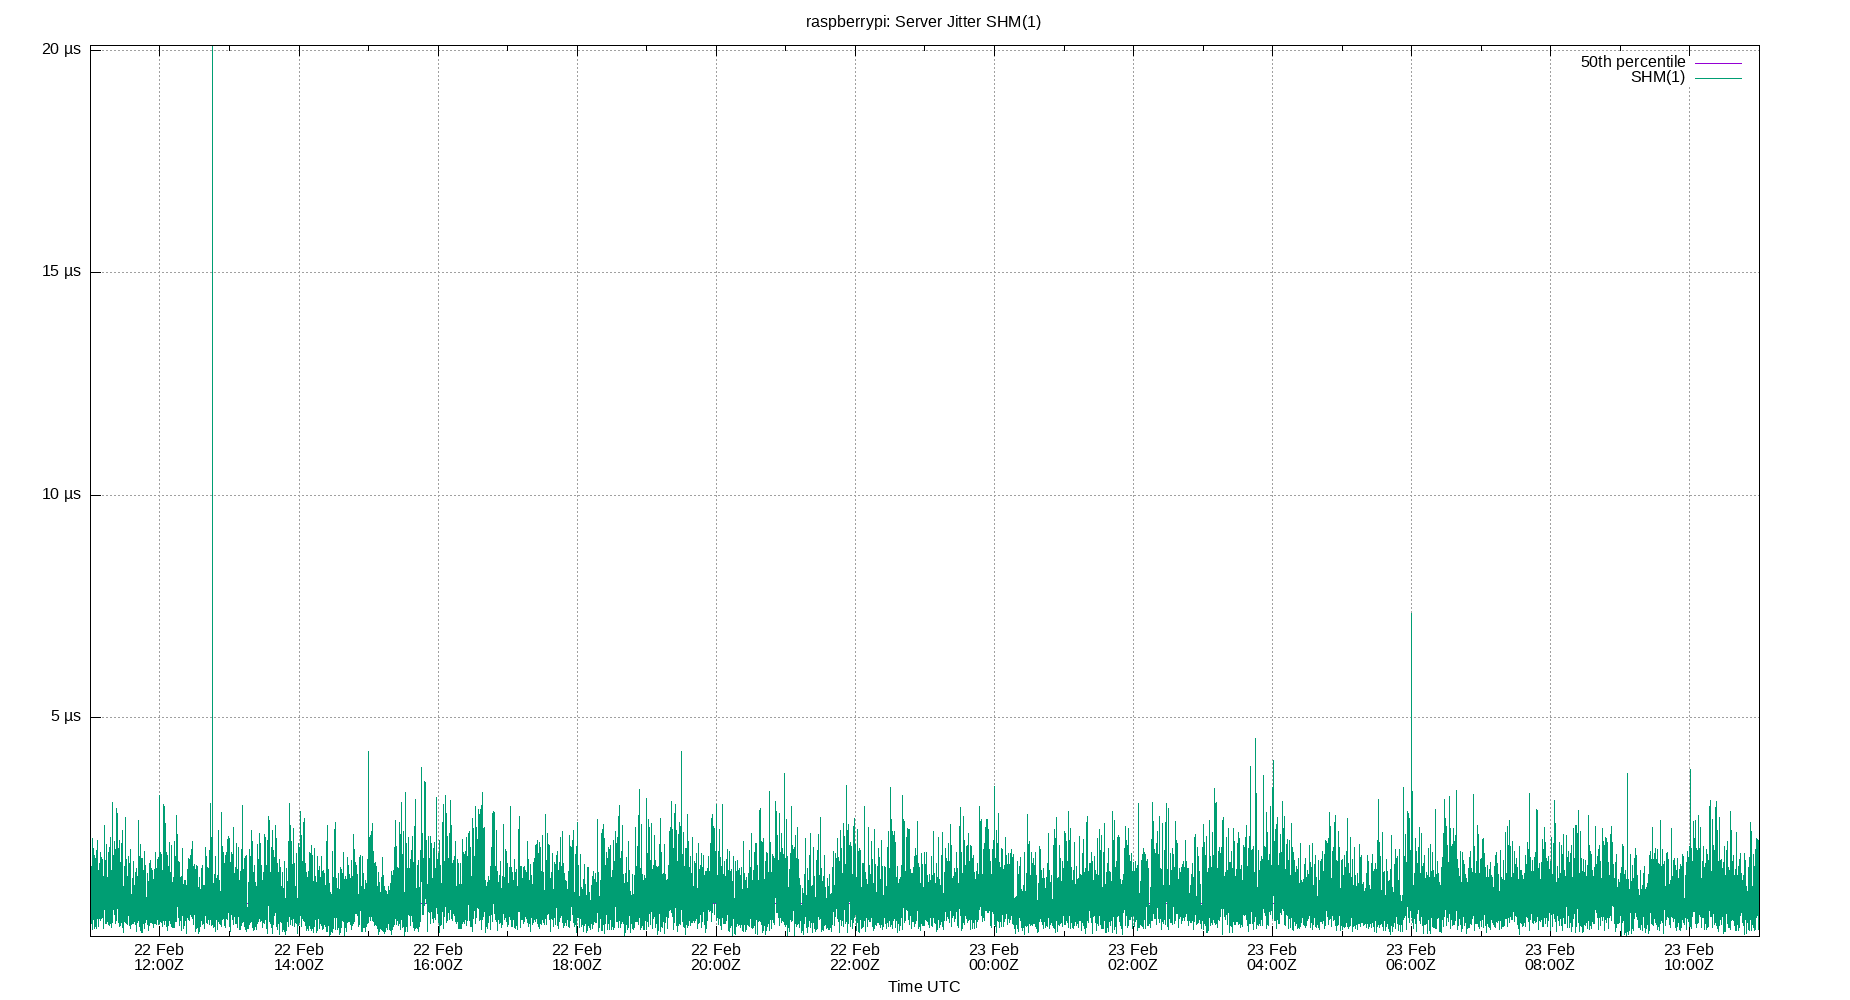 raspberrypi: Server Jitter SHM(1)
20 µs
15 µs
10 µs
5 µs
50th percentile
SHM(1)
22 Feb 22 Feb 22 Feb 22 Feb 22 Feb 22 Feb 23 Feb 23 Feb 23 Feb 23 Feb 23 Feb 23 Feb
12:00Z 14:00Z 16:00Z 18:00Z 20:00Z 22:00Z 00:00Z 02:00Z 04:00Z 06:00Z 08:00Z 10:00Z
Time UTC